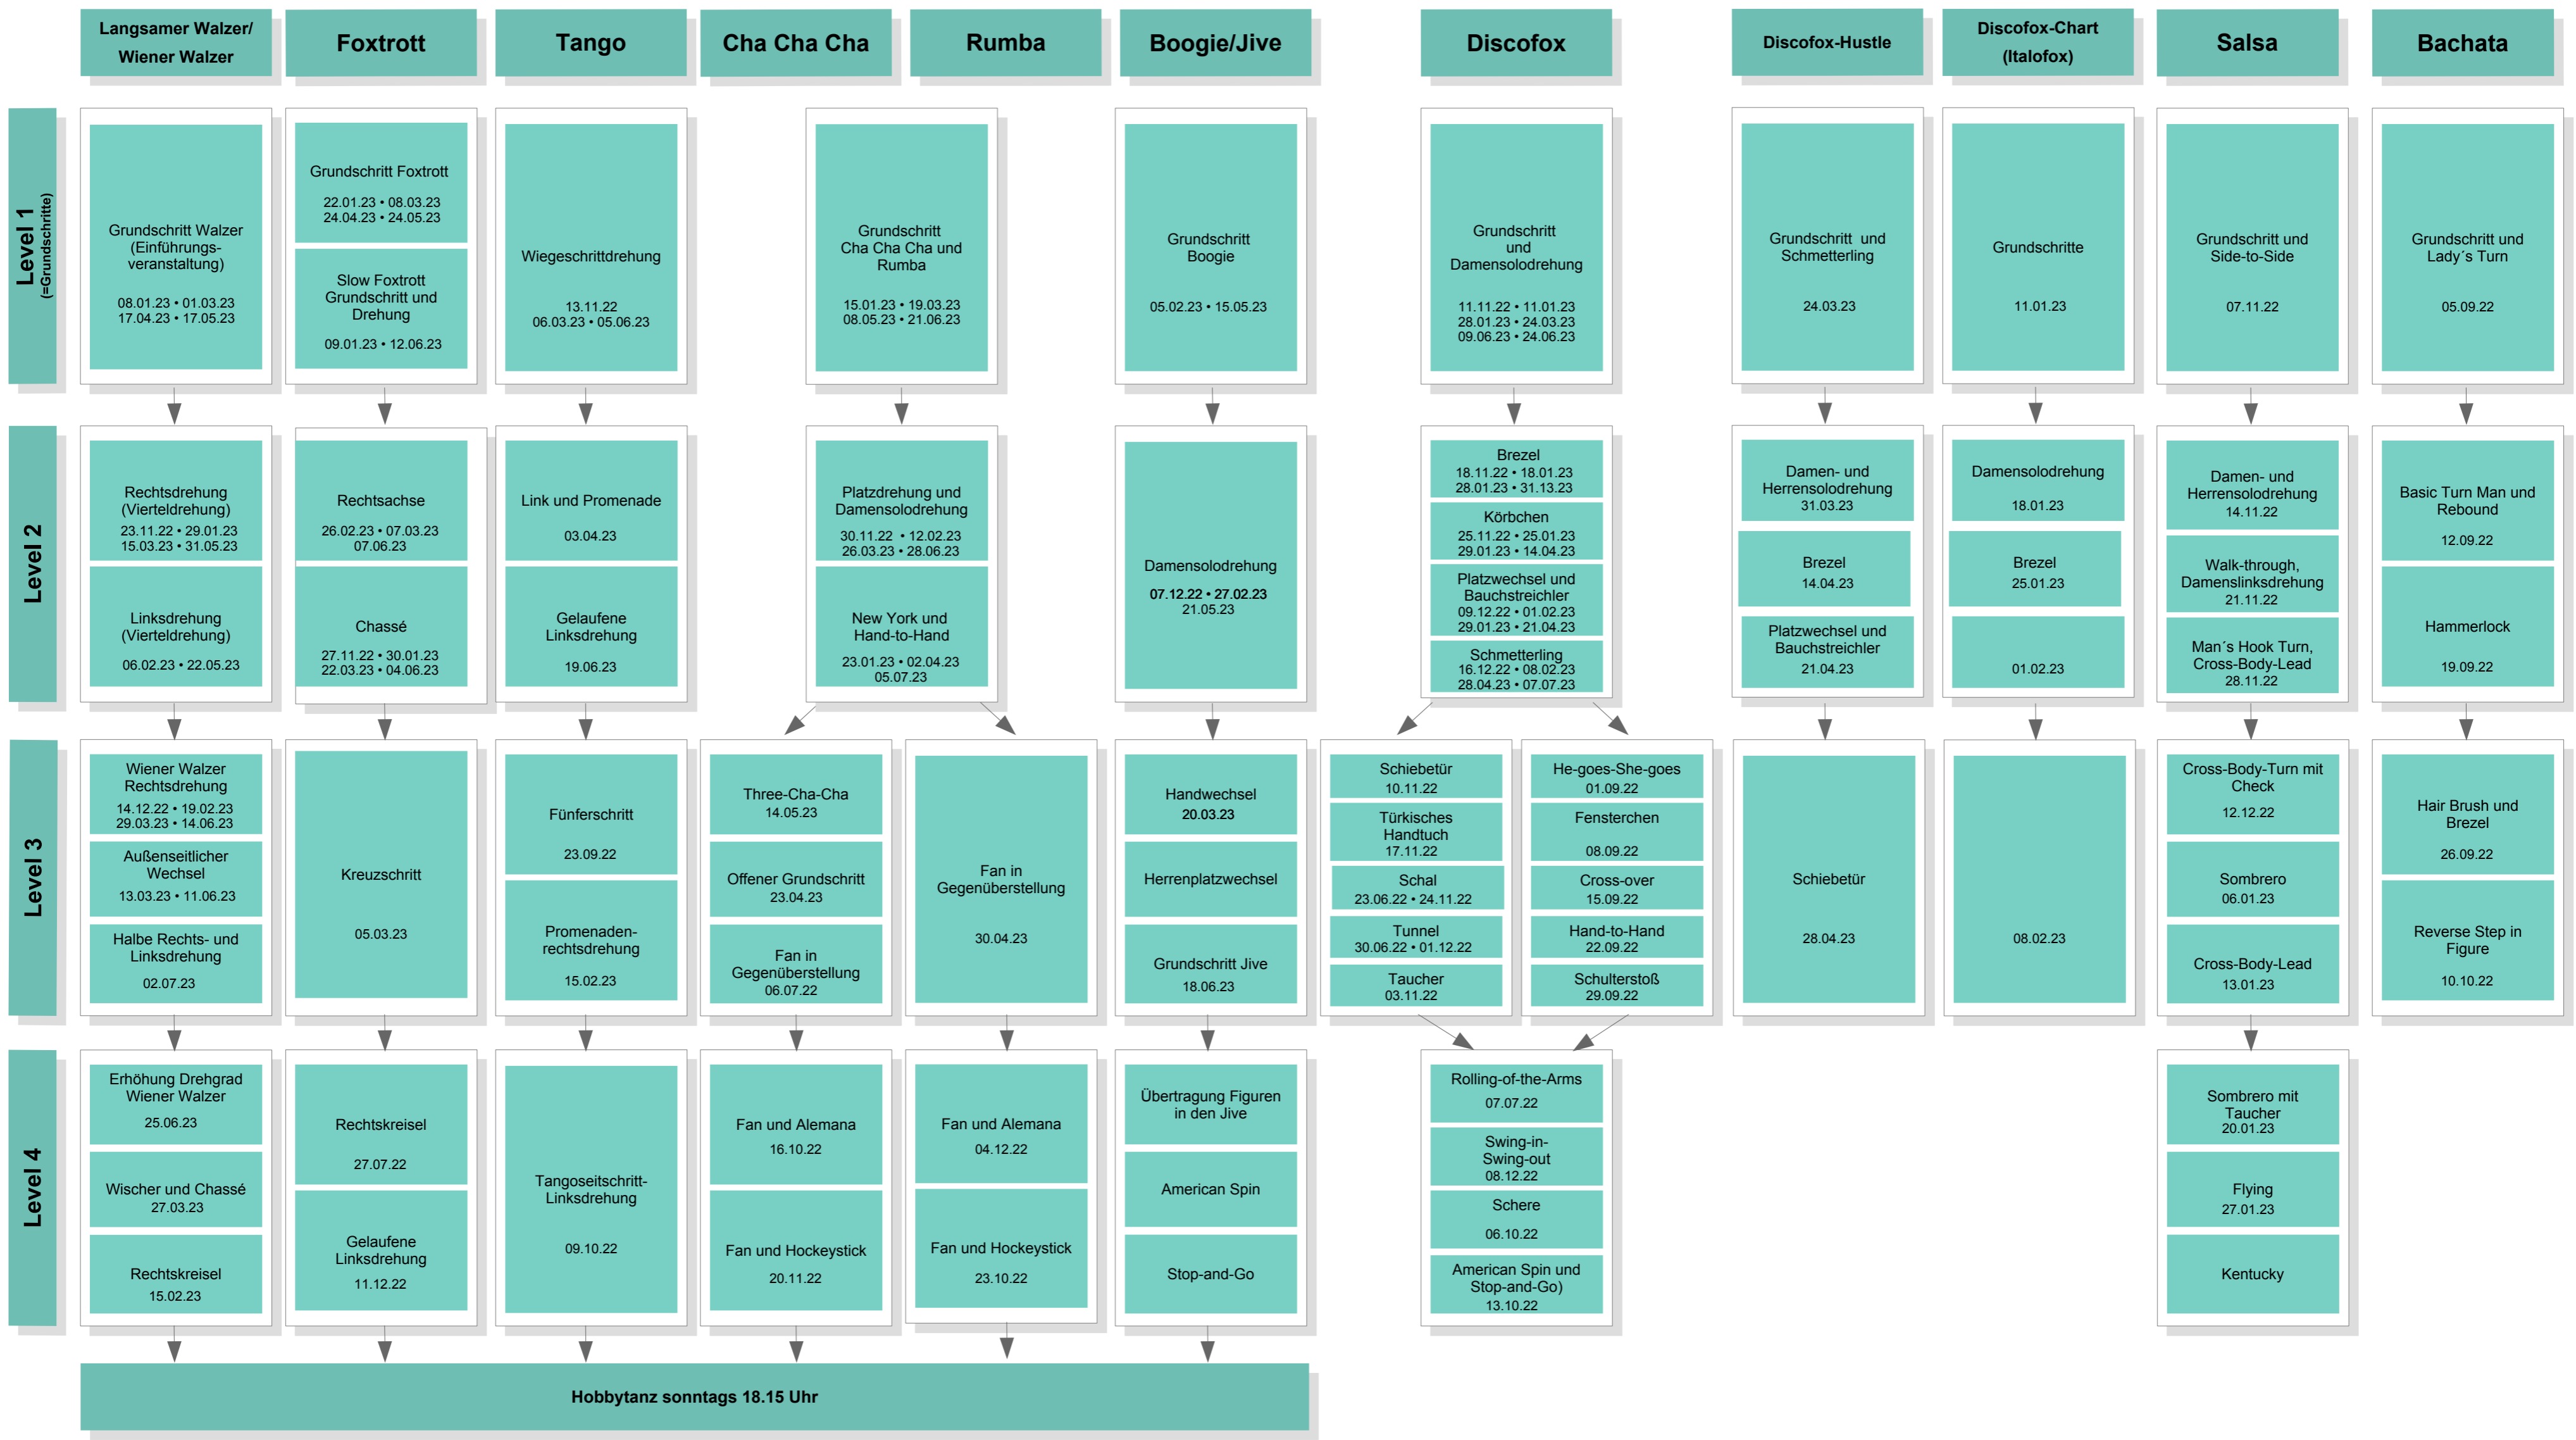 Langsamer Walzer/
Wiener Walzer
Foxtrott
Tango
Cha Cha Cha
Rumba
Boogie/Jive
Discofox
Discofox-Hustle
Discofox-Chart
(Italofox)
Salsa
Bachata
Level 1
(=Grundschritte)
Grundschritt Walzer
(Einführungs-
veranstaltung)
08.01.23 • 01.03.23
17.04.23 • 17.05.23
Grundschritt Foxtrott
22.01.23 • 08.03.23
24.04.23 • 24.05.23
Slow Foxtrott
Grundschritt und
Drehung
09.01.23 • 12.06.23
Wiegeschrittdrehung
13.11.22
06.03.23 • 05.06.23
Grundschritt
Cha Cha Cha und
Rumba
15.01.23 • 19.03.23
08.05.23 • 21.06.23
Grundschritt
Boogie
05.02.23 • 15.05.23
Grundschritt
und
Damensolodrehung
11.11.22 • 11.01.23
28.01.23 • 24.03.23
09.06.23 • 24.06.23
Grundschritt und
Schmetterling
24.03.23
Grundschritte
11.01.23
Grundschritt und
Side-to-Side
07.11.22
Grundschritt und
Lady´s Turn
05.09.22
Level 2
Rechtsdrehung
(Vierteldrehung)
23.11.22 • 29.01.23
15.03.23 • 31.05.23
Linksdrehung
(Vierteldrehung)
06.02.23 • 22.05.23
Rechtsachse
26.02.23 • 07.03.23
07.06.23
Chassé
27.11.22 • 30.01.23
22.03.23 • 04.06.23
Link und Promenade
03.04.23
Gelaufene
Linksdrehung
19.06.23
Platzdrehung und
Damensolodrehung
30.11.22 • 12.02.23
26.03.23 • 28.06.23
New York und
Hand-to-Hand
23.01.23 • 02.04.23
05.07.23
Damensolodrehung
07.12.22 • 27.02.23
21.05.23
Brezel
18.11.22 • 18.01.23
28.01.23 • 31.13.23
Körbchen
25.11.22 • 25.01.23
29.01.23 • 14.04.23
Platzwechsel und
Bauchstreichler
09.12.22 • 01.02.23
29.01.23 • 21.04.23
Schmetterling
16.12.22 • 08.02.23
28.04.23 • 07.07.23
Damen- und
Herrensolodrehung
31.03.23
Brezel
14.04.23
Platzwechsel und
Bauchstreichler
21.04.23
Damensolodrehung
18.01.23
Brezel
25.01.23
01.02.23
Damen- und
Herrensolodrehung
14.11.22
Walk-through,
Damenslinksdrehung
21.11.22
Man´s Hook Turn,
Cross-Body-Lead
28.11.22
Basic Turn Man und
Rebound
12.09.22
Hammerlock
19.09.22
Level 3
Wiener Walzer
Rechtsdrehung
14.12.22 • 19.02.23
29.03.23 • 14.06.23
Außenseitlicher
Wechsel
13.03.23 • 11.06.23
Halbe Rechts- und
Linksdrehung
02.07.23
Kreuzschritt
05.03.23
Fünferschritt
23.09.22
Promenaden-
rechtsdrehung
15.02.23
Three-Cha-Cha
14.05.23
Offener Grundschritt
23.04.23
Fan in
Gegenüberstellung
06.07.22
Fan in
Gegenüberstellung
30.04.23
Handwechsel
20.03.23
Herrenplatzwechsel
Grundschritt Jive
18.06.23
Schiebetür
10.11.22
Türkisches
Handtuch
17.11.22
Schal
23.06.22 • 24.11.22
Tunnel
30.06.22 • 01.12.22
Taucher
03.11.22
He-goes-She-goes
01.09.22
Fensterchen
08.09.22
Cross-over
15.09.22
Hand-to-Hand
22.09.22
Schulterstoß
29.09.22
Schiebetür
28.04.23
08.02.23
Cross-Body-Turn mit
Check
12.12.22
Sombrero
06.01.23
Cross-Body-Lead
13.01.23
Hair Brush und
Brezel
26.09.22
Reverse Step in
Figure
10.10.22
Level 4
Erhöhung Drehgrad
Wiener Walzer
25.06.23
Wischer und Chassé
27.03.23
Rechtskreisel
15.02.23
Rechtskreisel
27.07.22
Gelaufene
Linksdrehung
11.12.22
Tangoseitschritt-
Linksdrehung
09.10.22
Fan und Alemana
16.10.22
Fan und Hockeystick
20.11.22
Fan und Alemana
04.12.22
Fan und Hockeystick
23.10.22
Übertragung Figuren
in den Jive
American Spin
Stop-and-Go
Rolling-of-the-Arms
07.07.22
Swing-in-
Swing-out
08.12.22
Schere
06.10.22
American Spin und
Stop-and-Go)
13.10.22
Sombrero mit
Taucher
20.01.23
Flying
27.01.23
Kentucky
Hobbytanz sonntags 18.15 Uhr